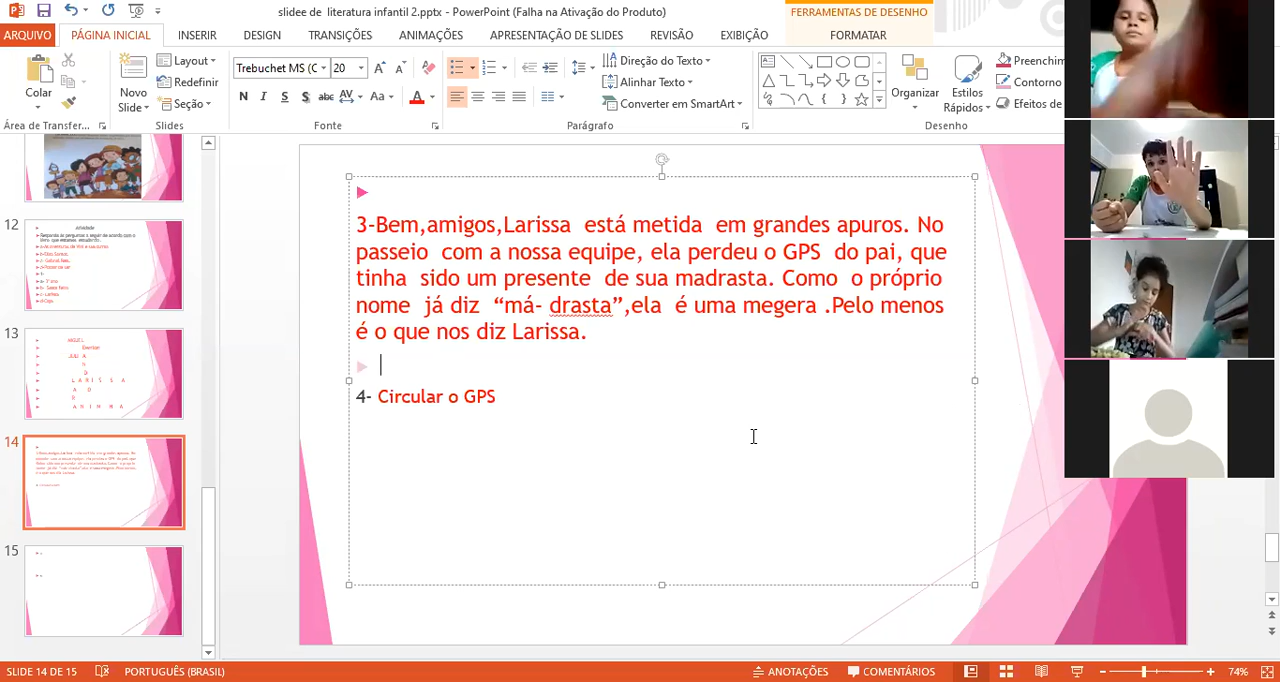 slidee de literatura infantil 2.pptx - PowerPoint (Falha na Ativação do Produto)
FERRAMENTAS DE DESENHO
ARQUIVO PÁGINA INICIAL INSERIR DESIGN TRANSIÇÕES ANIMAÇÕES APRESENTAÇÃO DE SLIDES REVISÃO EXIBIÇÃO FORMATAR
Colar
Novo
Slide
Layout
Redefinir
Seção
Trebuchet MS (C 20
N I S S abc AV Aa A
Direção do Texto
Alinhar Texto
Converter em SmartArt
Organizar
Estilos
Rápidos
Preenchim
Contorno
Efeitos de
Área de Transfer...
Slides
Fonte
Parágrafo
Desenho
12
13
14
15
3-Bem,amigos,Larissa está metida em grandes apuros. No
passeio com a nossa equipe, ela perdeu o GPS do pai, que
tinha sido um presente de sua madrasta. Como o próprio
nome já diz “má- drasta”,ela é uma megera .Pelo menos
é o que nos diz Larissa.
4- Circular o GPS
SLIDE 14 DE 15 PORTUGUÊS (BRASIL) ANOTAÇÕES COMENTÁRIOS 74%